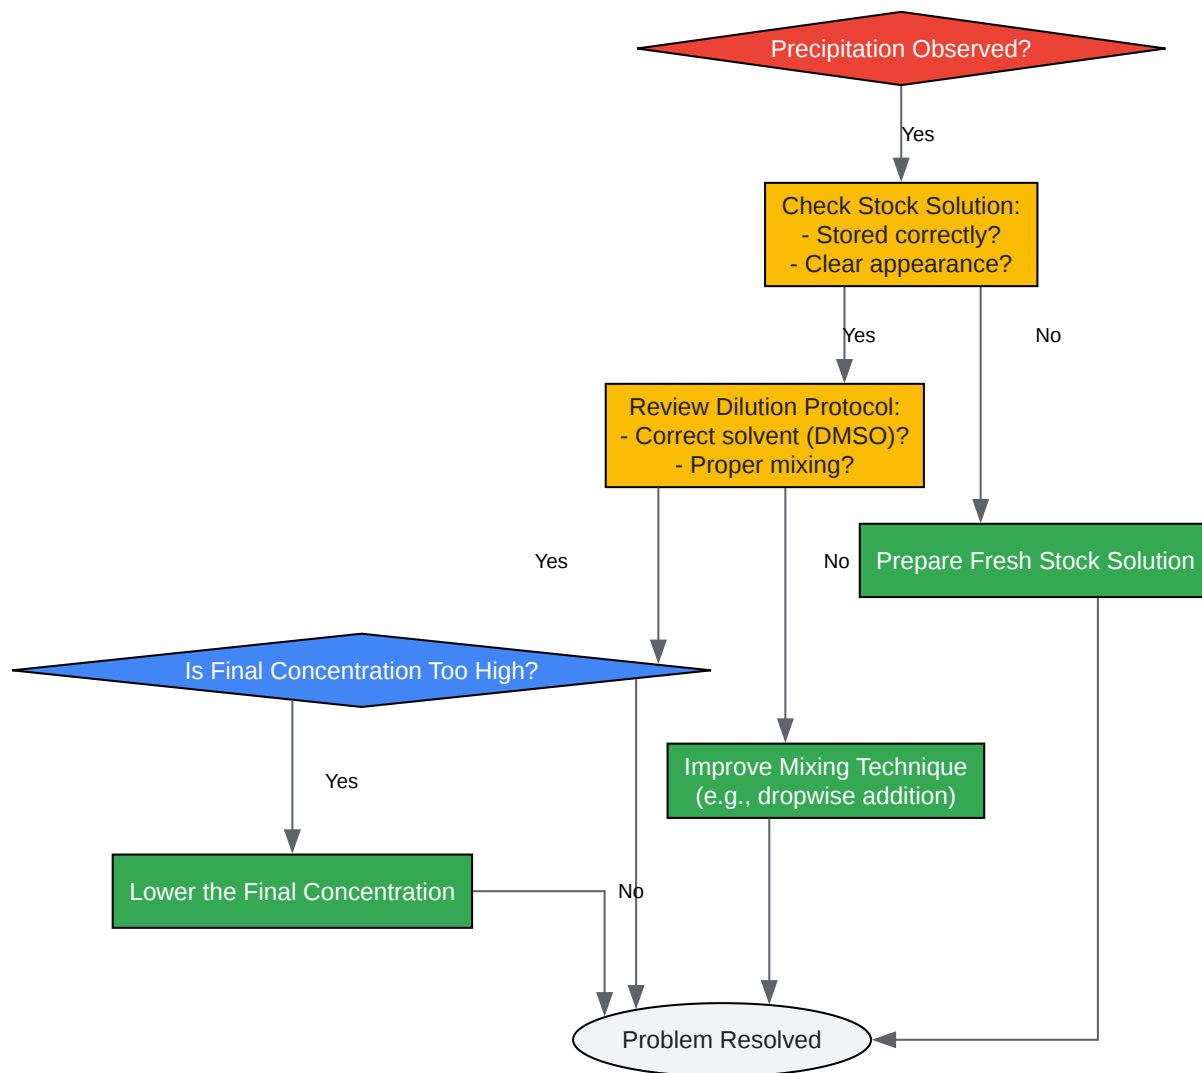 Precipitation Observed?
Yes
Check Stock Solution:
- Stored correctly?
- Clear appearance?
Yes
No
Review Dilution Protocol:
- Correct solvent (DMSO)?
- Proper mixing?
Yes
No
Prepare Fresh Stock Solution
Is Final Concentration Too High?
Improve Mixing Technique
(e.g., dropwise addition)
Yes
Lower the Final Concentration
No
Problem Resolved